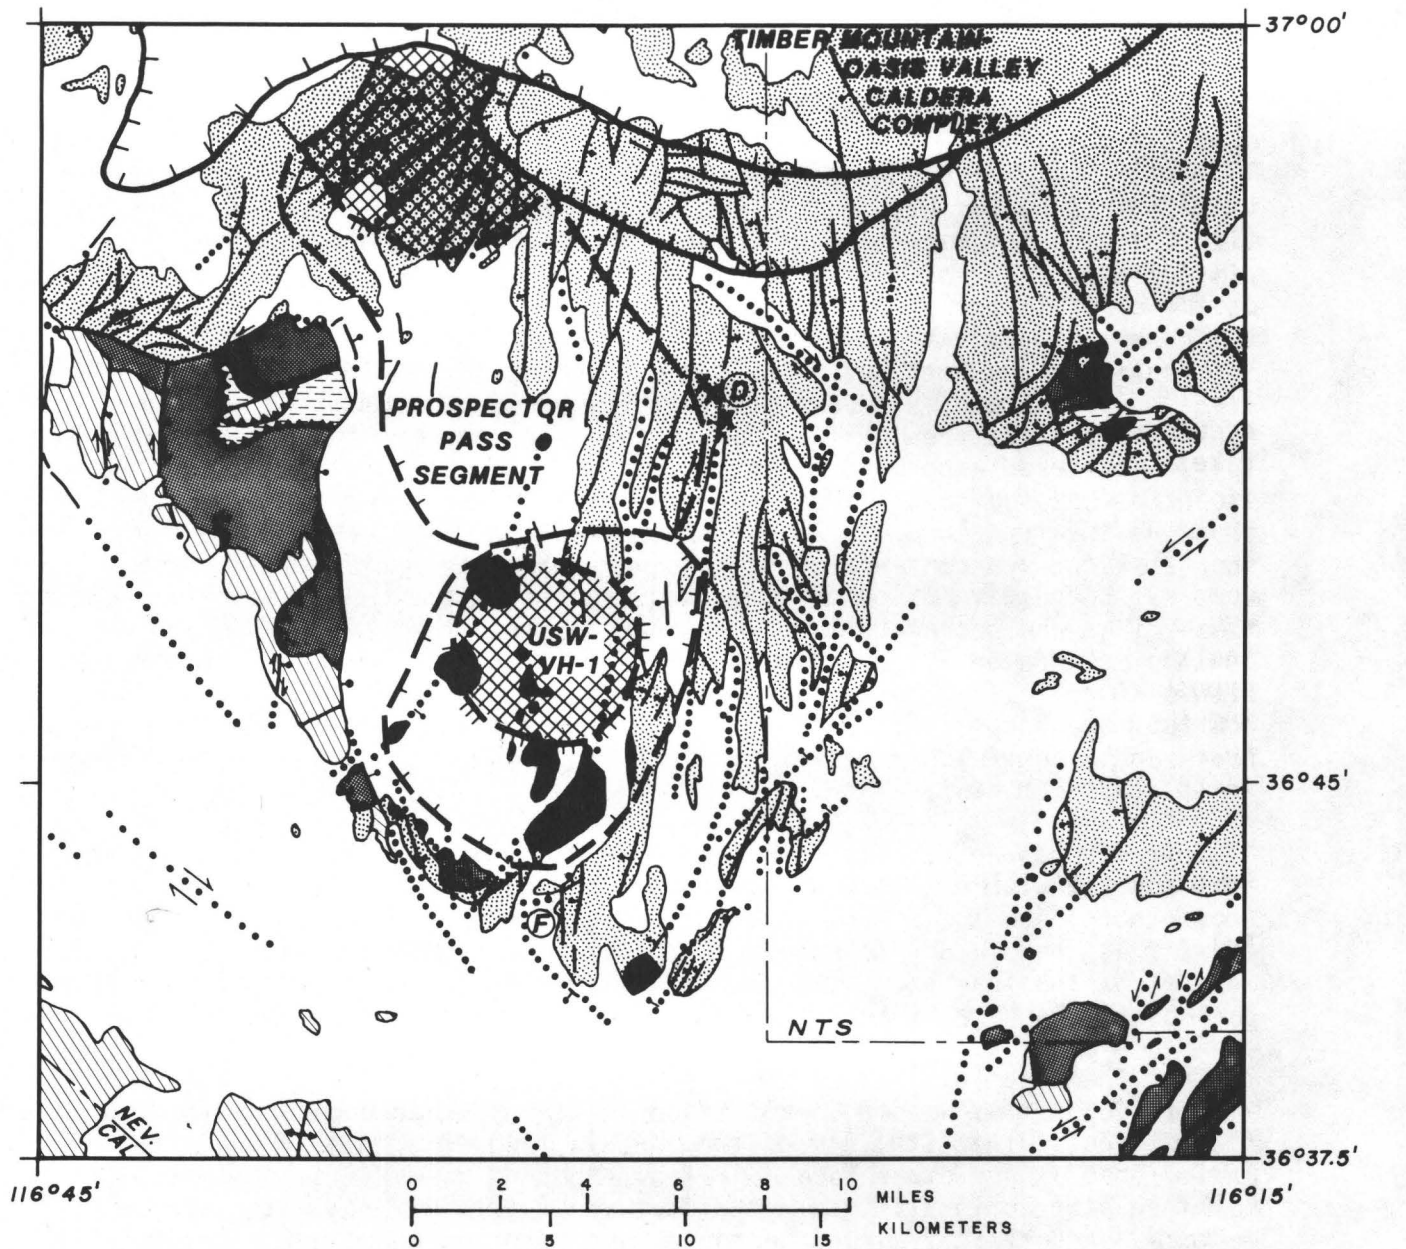 37°00'
TIMBER MOUNTAIN-
OASIS VALLEY
CALDERA
COMPLEX
PROSPECTOR
PASS
SEGMENT
D
USW-
VH-1
36°45'
F
NTS
NEV.
CAL
36°37.5'
116°45'
116°15'
0 2 4 6 8 10
MILES
KILOMETERS
0 5 10 15